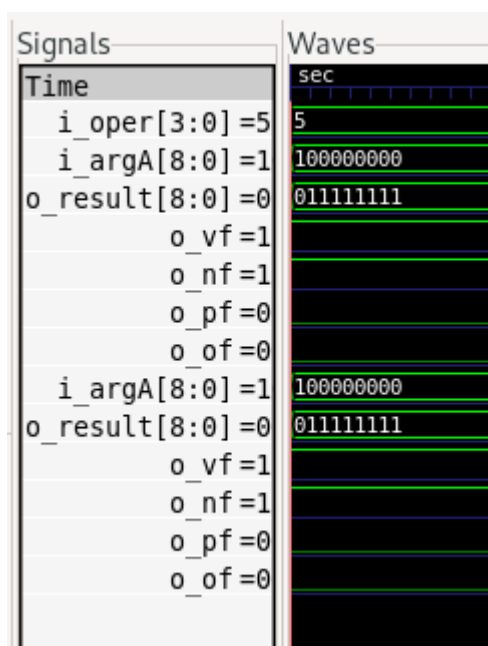 Signals Waves
Time sec
i_oper[3:0]=5 5
i_argA[8:0]=1 100000000
o_result[8:0]=0 011111111
o_vf=1
o_nf=1
o_pf=0
o_of=0
i_argA[8:0]=1 100000000
o_result[8:0]=0 011111111
o_vf=1
o_nf=1
o_pf=0
o_of=0